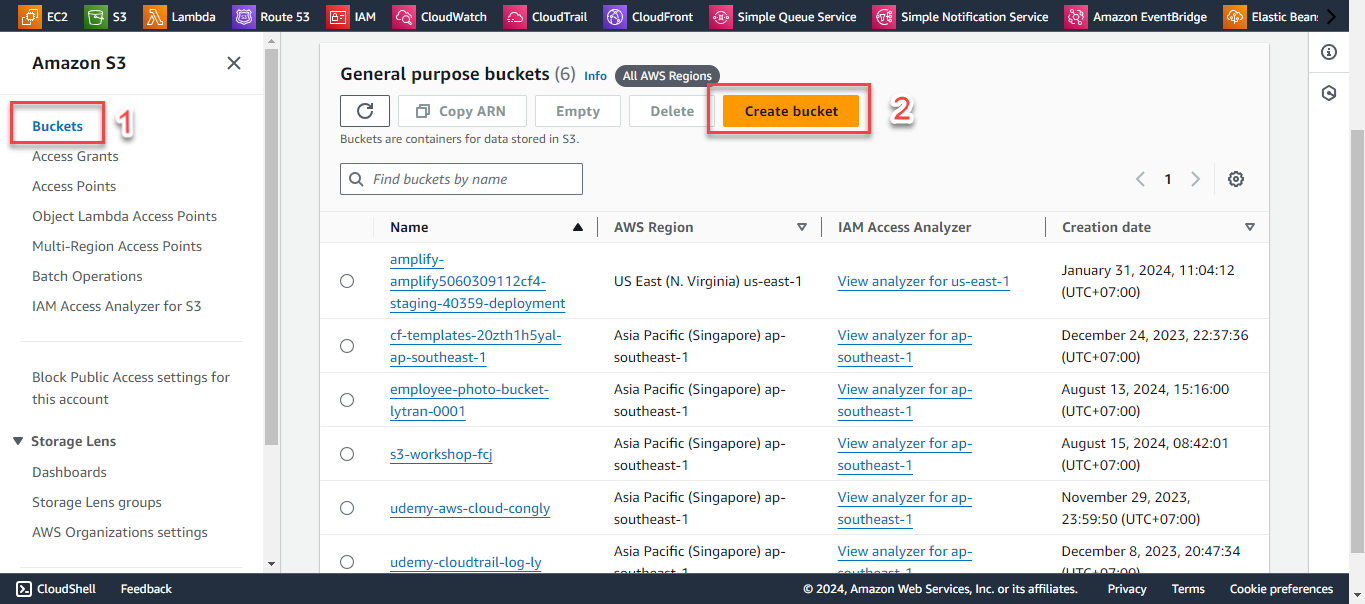 EC2 S3 Lambda Route 53 IAM CloudWatch CloudTrail CloudFront Simple Queue Service Simple Notification Service Amazon EventBridge Elastic Bean
Amazon S3
Buckets 1
Access Grants
Access Points
Object Lambda Access Points
Multi-Region Access Points
Batch Operations
IAM Access Analyzer for S3
Block Public Access settings for
this account
Storage Lens
Dashboards
Storage Lens groups
AWS Organizations settings
General purpose buckets (6) Info All AWS Regions
Copy ARN Empty Delete Create bucket 2
Buckets are containers for data stored in S3.
Find buckets by name
1
Name AWS Region IAM Access Analyzer Creation date
amplify-
amplify5060309112cf4-
staging-40359-deployment
US East (N. Virginia) us-east-1
View analyzer for us-east-1
January 31, 2024, 11:04:12
(UTC+07:00)
cf-templates-20zth1h5yal-
ap-southeast-1
Asia Pacific (Singapore) ap-
southeast-1
View analyzer for ap-
southeast-1
December 24, 2023, 22:37:36
(UTC+07:00)
employee-photo-bucket-
lytran-0001
Asia Pacific (Singapore) ap-
southeast-1
View analyzer for ap-
southeast-1
August 13, 2024, 15:16:00
(UTC+07:00)
s3-workshop-fcj
Asia Pacific (Singapore) ap-
southeast-1
View analyzer for ap-
southeast-1
August 15, 2024, 08:42:01
(UTC+07:00)
udemy-aws-cloud-congly
Asia Pacific (Singapore) ap-
southeast-1
View analyzer for ap-
southeast-1
November 29, 2023,
23:59:50 (UTC+07:00)
udemy-cloudtrail-log-ly
Asia Pacific (Singapore) ap-
southeast-1
View analyzer for ap-
southeast-1
December 8, 2023, 20:47:34
(UTC+07:00)
CloudShell Feedback © 2024, Amazon Web Services, Inc. or its affiliates. Privacy Terms Cookie preferences